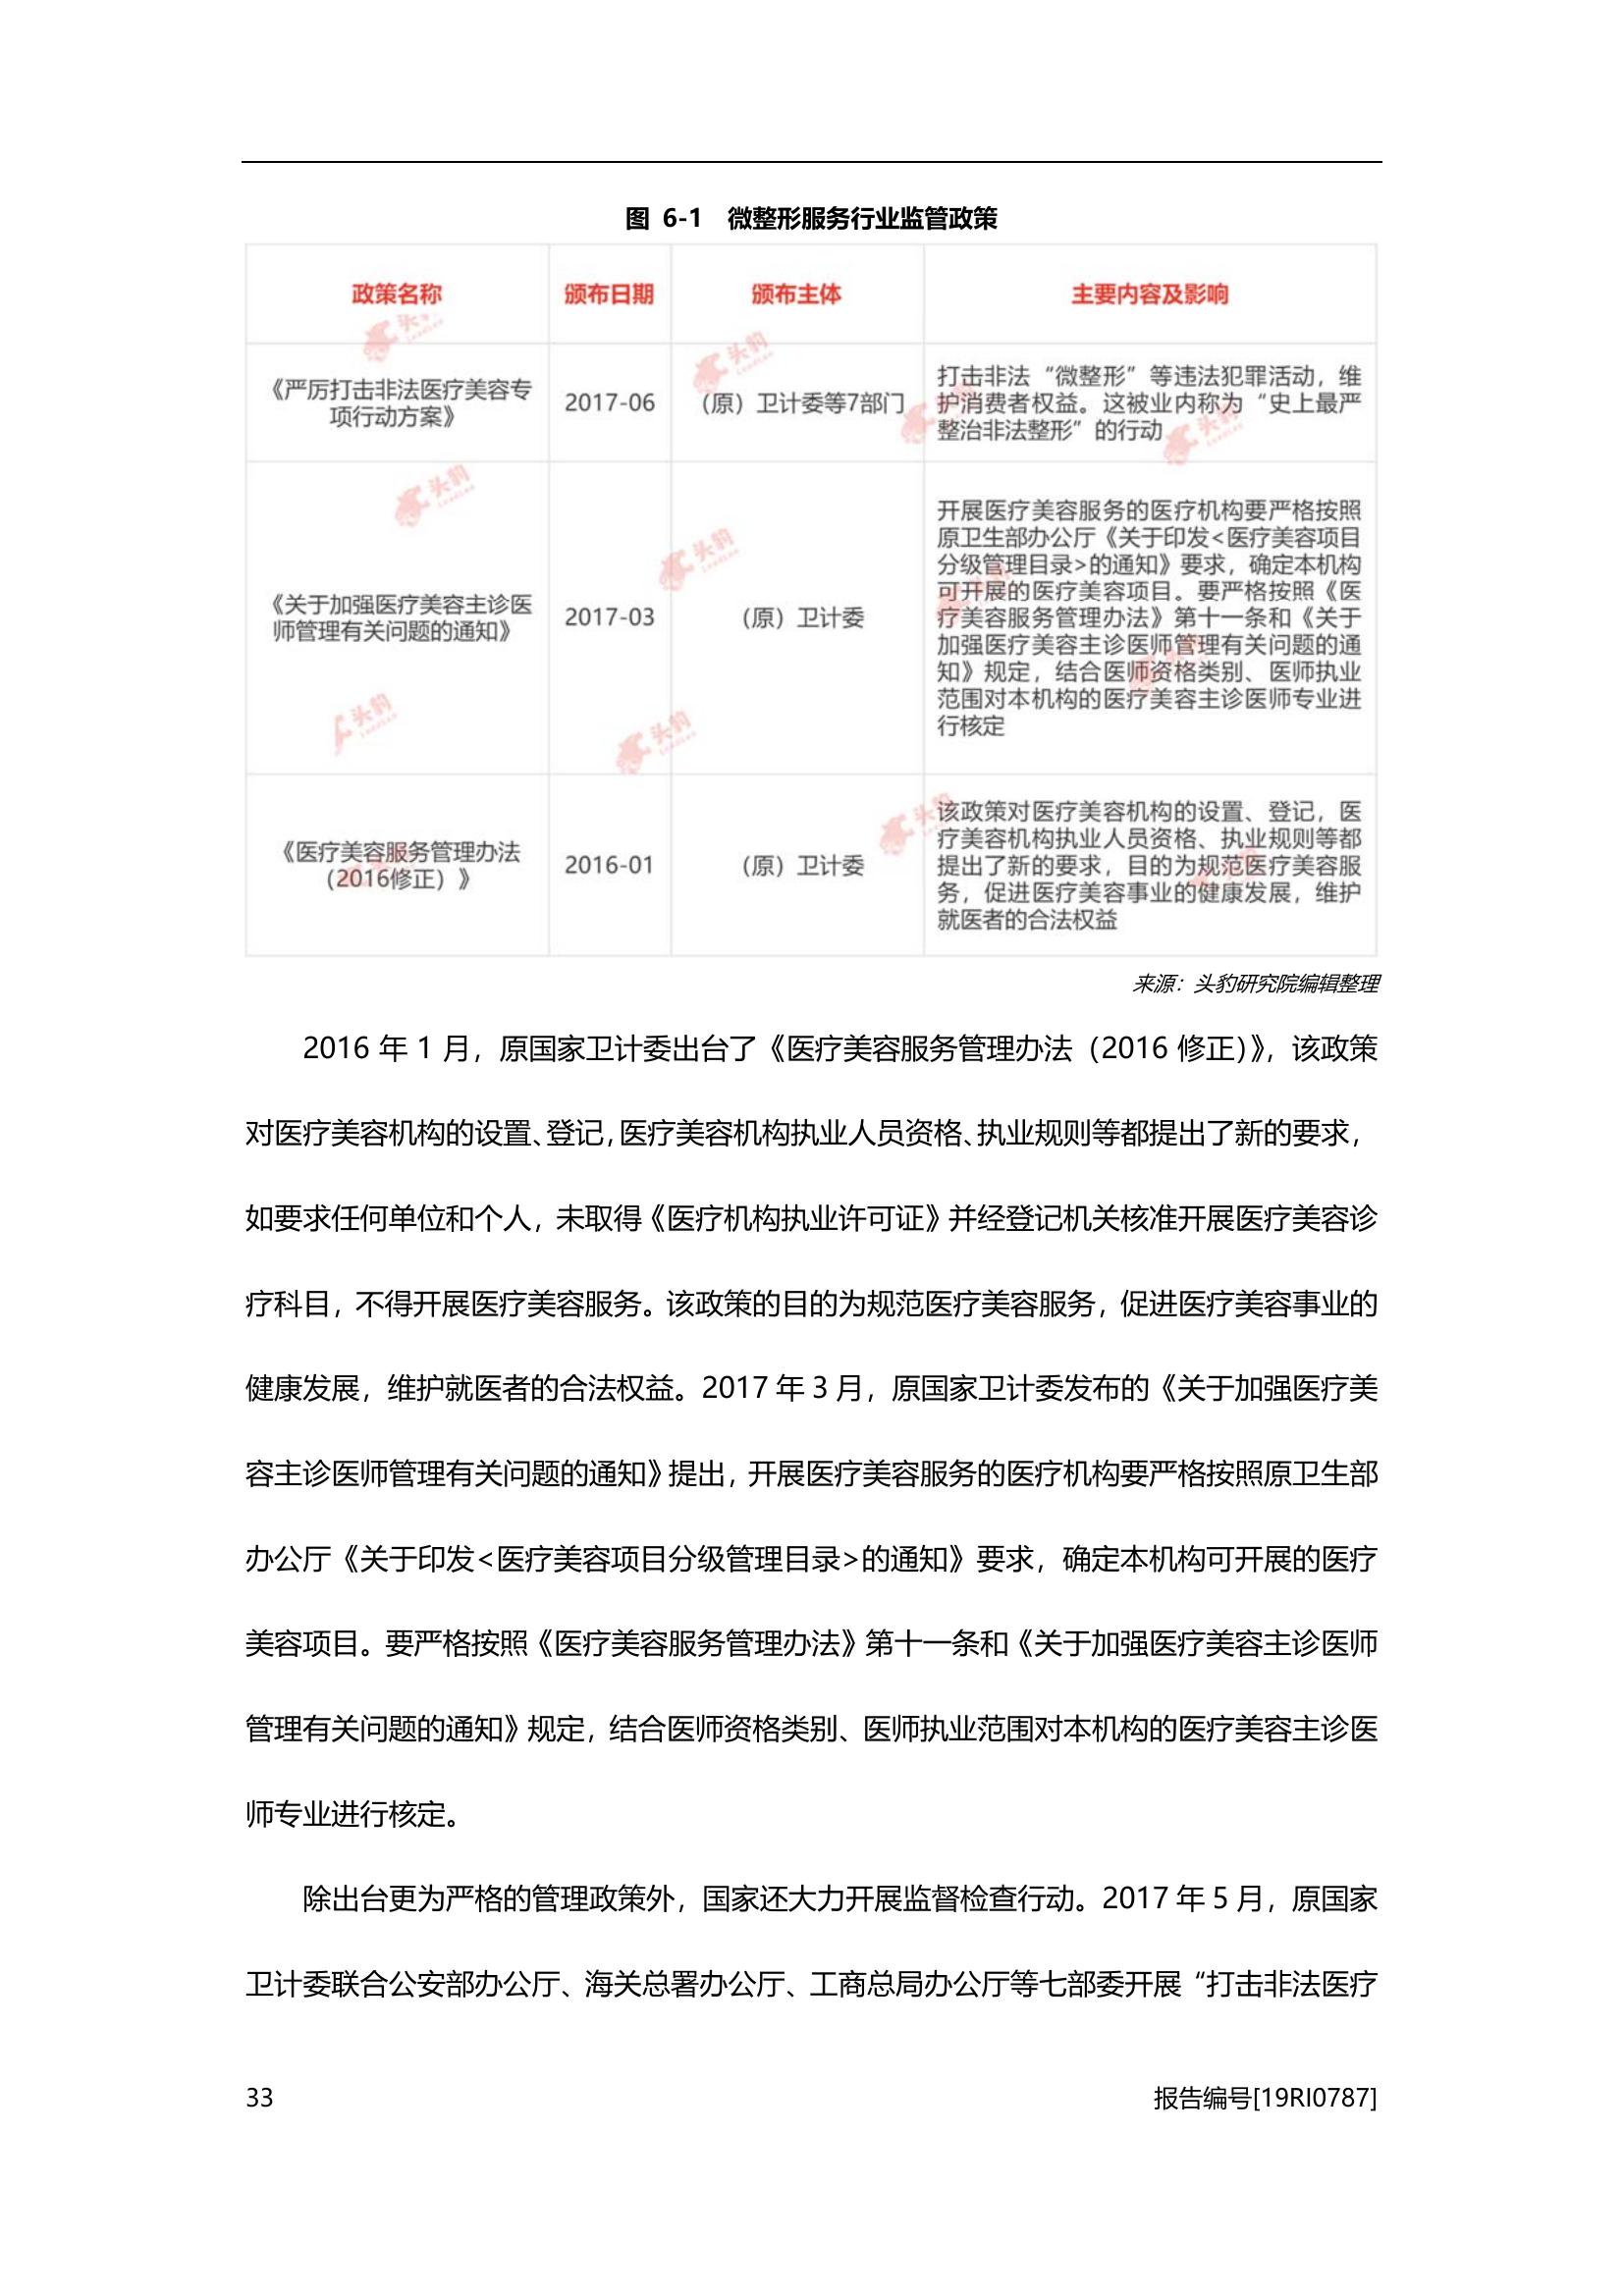 图 6-1 微整形服务行业监管政策
政策名称 颁布日期 颁布主体 主要内容及影响
《严厉打击非法医疗美容专
项行动方案》
2017-06
（原）卫计委等7部门
打击非法“微整形”等违法犯罪活动，维
护消费者权益。这被业内称为“史上最严
整治非法整形”的行动
《关于加强医疗美容主诊医
师管理有关问题的通知》
2017-03
（原）卫计委
开展医疗美容服务的医疗机构要严格按照
原卫生部办公厅《关于印发<医疗美容项目
分级管理目录>的通知》要求，确定本机构
可开展的医疗美容项目。要严格按照《医
疗美容服务管理办法》第十一条和《关于
加强医疗美容主诊医师管理有关问题的通
知》规定，结合医师资格类别、医师执业
范围对本机构的医疗美容主诊医师专业进
行核定
《医疗美容服务管理办法
（2016修正）》
2016-01
（原）卫计委
该政策对医疗美容机构的设置、登记，医
疗美容机构执业人员资格、执业规则等都
提出了新的要求，目的为规范医疗美容服
务，促进医疗美容事业的健康发展，维护
就医者的合法权益
来源：头豹研究院编辑整理
2016 年 1 月，原国家卫计委出台了《医疗美容服务管理办法（2016 修正）》，该政策
对医疗美容机构的设置、登记，医疗美容机构执业人员资格、执业规则等都提出了新的要求，
如要求任何单位和个人，未取得《医疗机构执业许可证》并经登记机关核准开展医疗美容诊
疗科目，不得开展医疗美容服务。该政策的目的为规范医疗美容服务，促进医疗美容事业的
健康发展，维护就医者的合法权益。2017 年 3 月，原国家卫计委发布的《关于加强医疗美
容主诊医师管理有关问题的通知》提出，开展医疗美容服务的医疗机构要严格按照原卫生部
办公厅《关于印发<医疗美容项目分级管理目录>的通知》要求，确定本机构可开展的医疗
美容项目。要严格按照《医疗美容服务管理办法》第十一条和《关于加强医疗美容主诊医师
管理有关问题的通知》规定，结合医师资格类别、医师执业范围对本机构的医疗美容主诊医
师专业进行核定。
除出台更为严格的管理政策外，国家还大力开展监督检查行动。2017 年 5 月，原国家
卫计委联合公安部办公厅、海关总署办公厅、工商总局办公厅等七部委开展“打击非法医疗
33 报告编号[19RI0787]